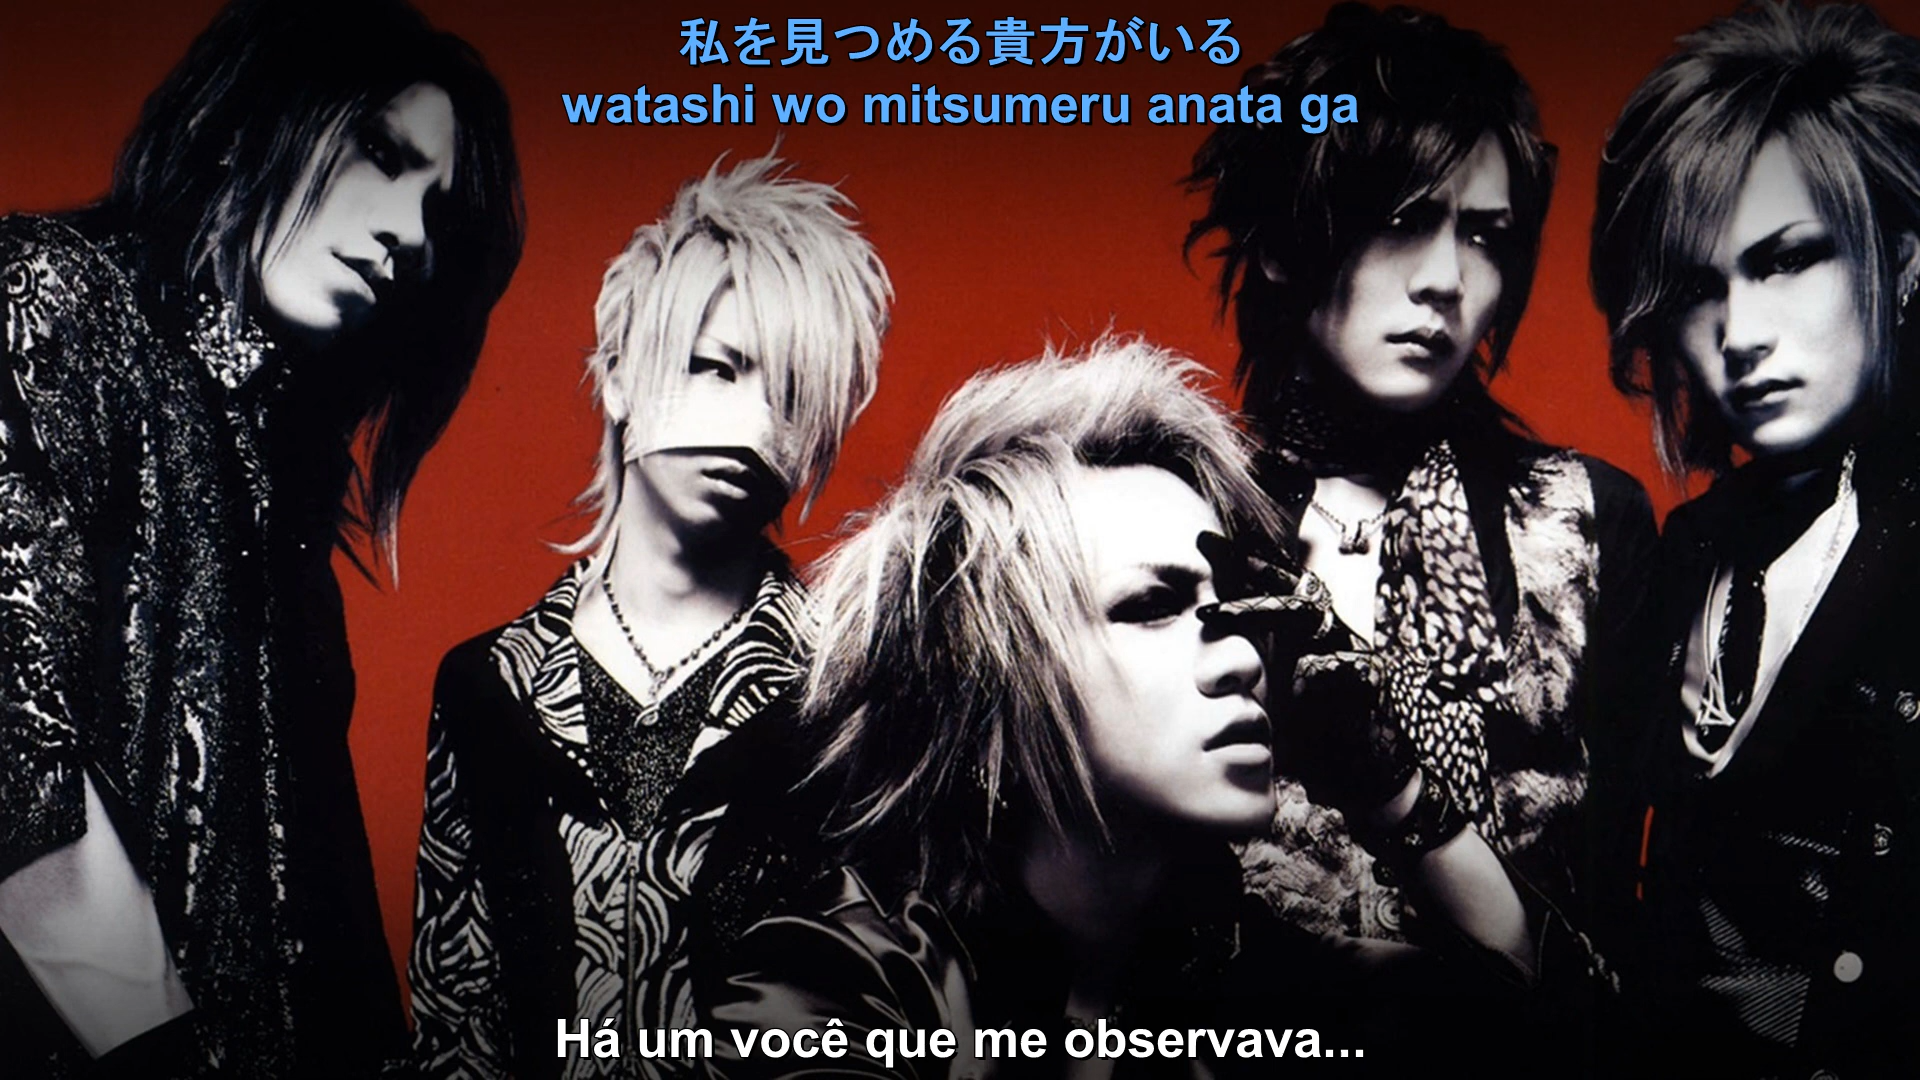 私を見つめる貴方がいる
watashi wo mitsumeru anata ga
Há um você que me observava...